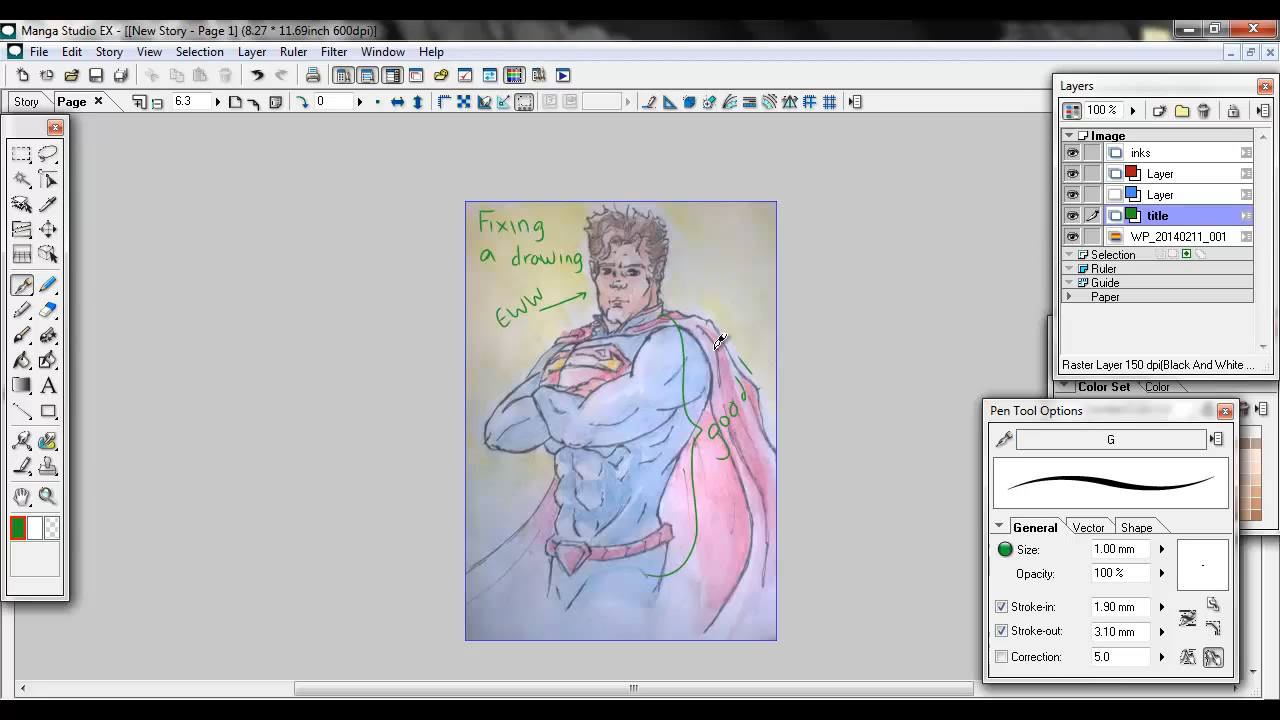 Manga Studio EX - [[New Story - Page 1] (8.27 * 11.69inch 600dpi)]
File Edit Story View Selection Layer Ruler Filter Window Help
Story Page 6.3 0
Layers
100 %
Image
inks
Layer
Layer
title
WP_20140211_001
Selection
Ruler
Guide
Paper
Raster Layer 150 dpi(Black And White ...
Color Set Color
Fixing
a drawing
EWW
good
A
Pen Tool Options
G
General Vector Shape
Size: 1.00 mm
Opacity: 100 %
Stroke-in: 1.90 mm
Stroke-out: 3.10 mm
Correction: 5.0